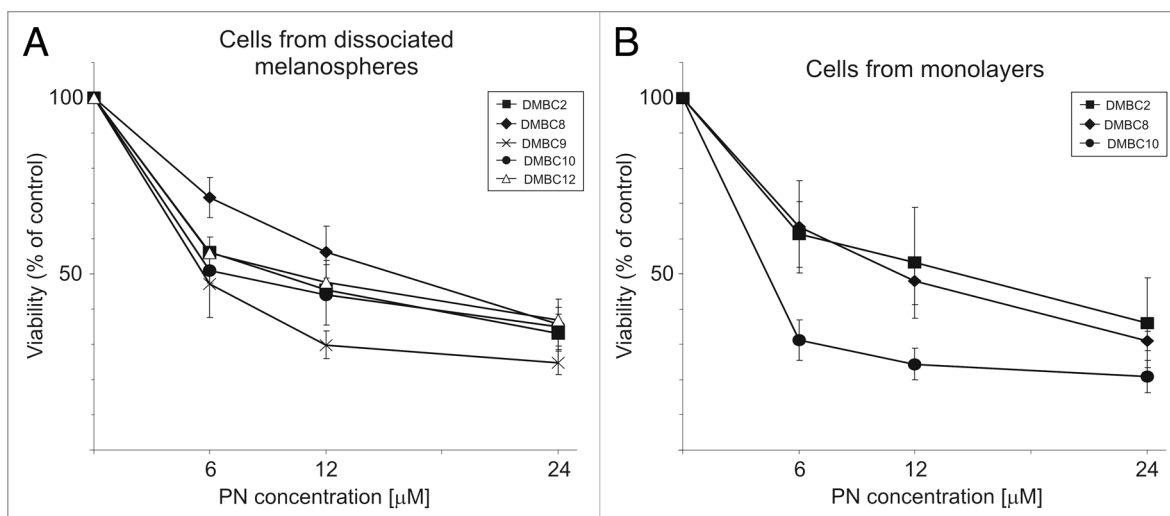 A
Cells from dissociated
melanospheres
100
50
Viability (% of control)
DMBC2
DMBC8
DMBC9
DMBC10
DMBC12
6
12
24
PN concentration [μM]
B
Cells from monolayers
100
50
Viability (% of control)
DMBC2
DMBC8
DMBC10
6
12
24
PN concentration [μM]